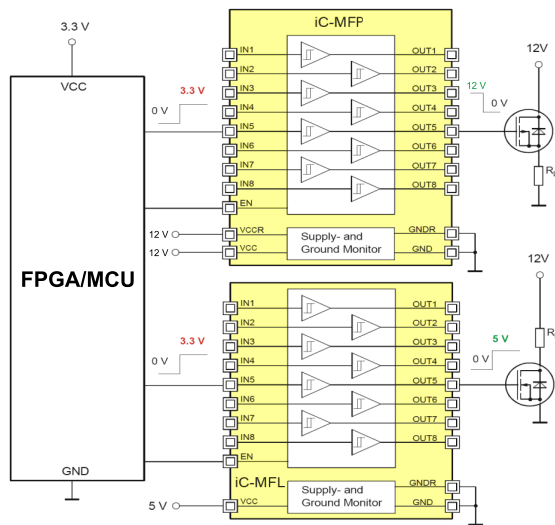 3.3 V
VCC
FPGA/MCU
GND
0 V
3.3 V
iC-MFP
IN1
OUT1
IN2
OUT2
IN3
OUT3
IN4
OUT4
IN5
OUT5
IN6
OUT6
IN7
OUT7
IN8
OUT8
EN
12 V
VCCR
12 V
VCC
Supply- and
Ground Monitor
GNDR
GND
12 V
0 V
12V
0 V
3.3 V
IN1
OUT1
IN2
OUT2
IN3
OUT3
IN4
OUT4
IN5
OUT5
IN6
OUT6
IN7
OUT7
IN8
OUT8
EN
iC-MFL
5 V
VCC
Supply- and
Ground Monitor
GNDR
GND
0 V
5 V
12V